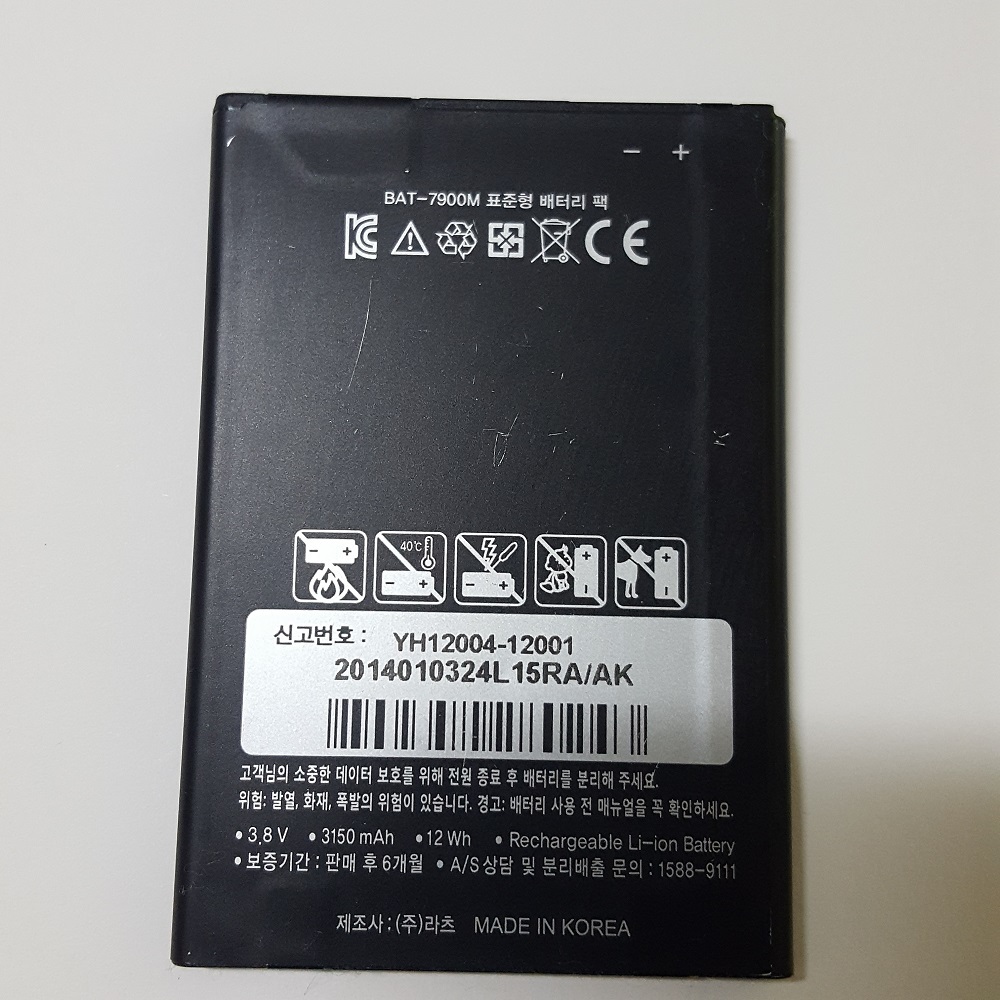 − +
BAT-7900M 표준형 배터리 팩
KC CE
− +
40℃ − +
− +
+ −
+ −
신고번호 : YH12004-12001
2014010324L15RA/AK
고객님의 소중한 데이터 보호를 위해 전원 종료 후 배터리를 분리해 주세요.
위험: 발열, 화재, 폭발의 위험이 있습니다. 경고: 배터리 사용 전 매뉴얼을 꼭 확인하세요.
• 3.8 V • 3150 mAh • 12 Wh • Rechargeable Li-ion Battery
• 보증기간 : 판매 후 6개월 • A/S 상담 및 분리배출 문의 : 1588-9111
제조사 : (주)라츠 MADE IN KOREA